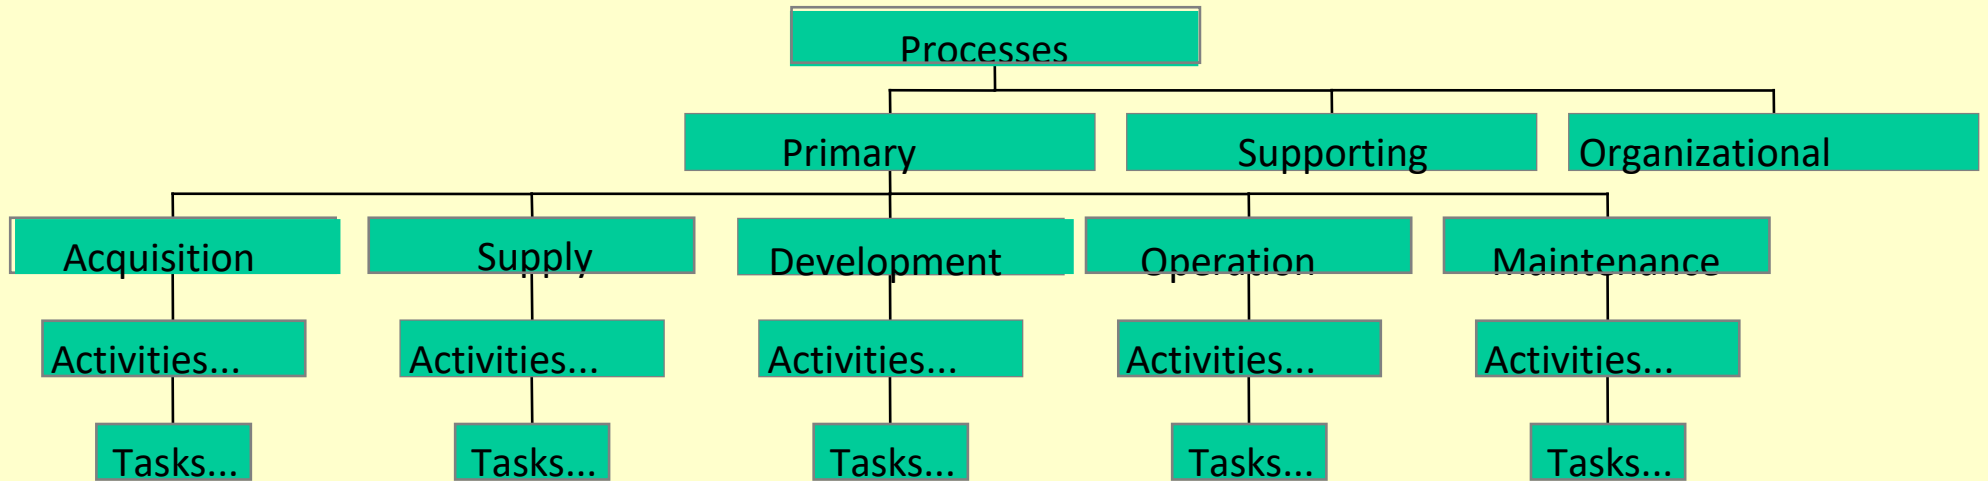 Processes
Primary
Supporting
Organizational
Acquisition
Supply
Development
Operation
Maintenance
Activities...
Activities...
Activities...
Activities...
Activities...
Tasks...
Tasks...
Tasks...
Tasks...
Tasks...